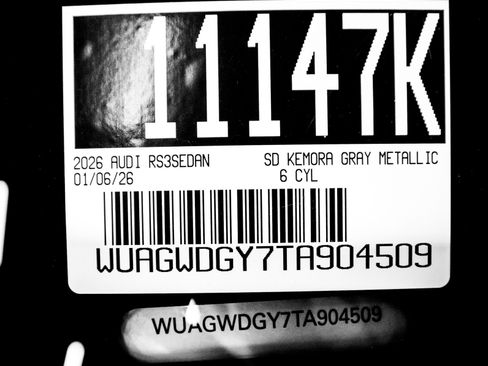 11147K
2026 AUDI RS3SEDAN SD KEMORA GRAY METALLIC
01/06/26 6 CYL
WUAGWDGY7TA904509
WUAGWDGY7TA904509